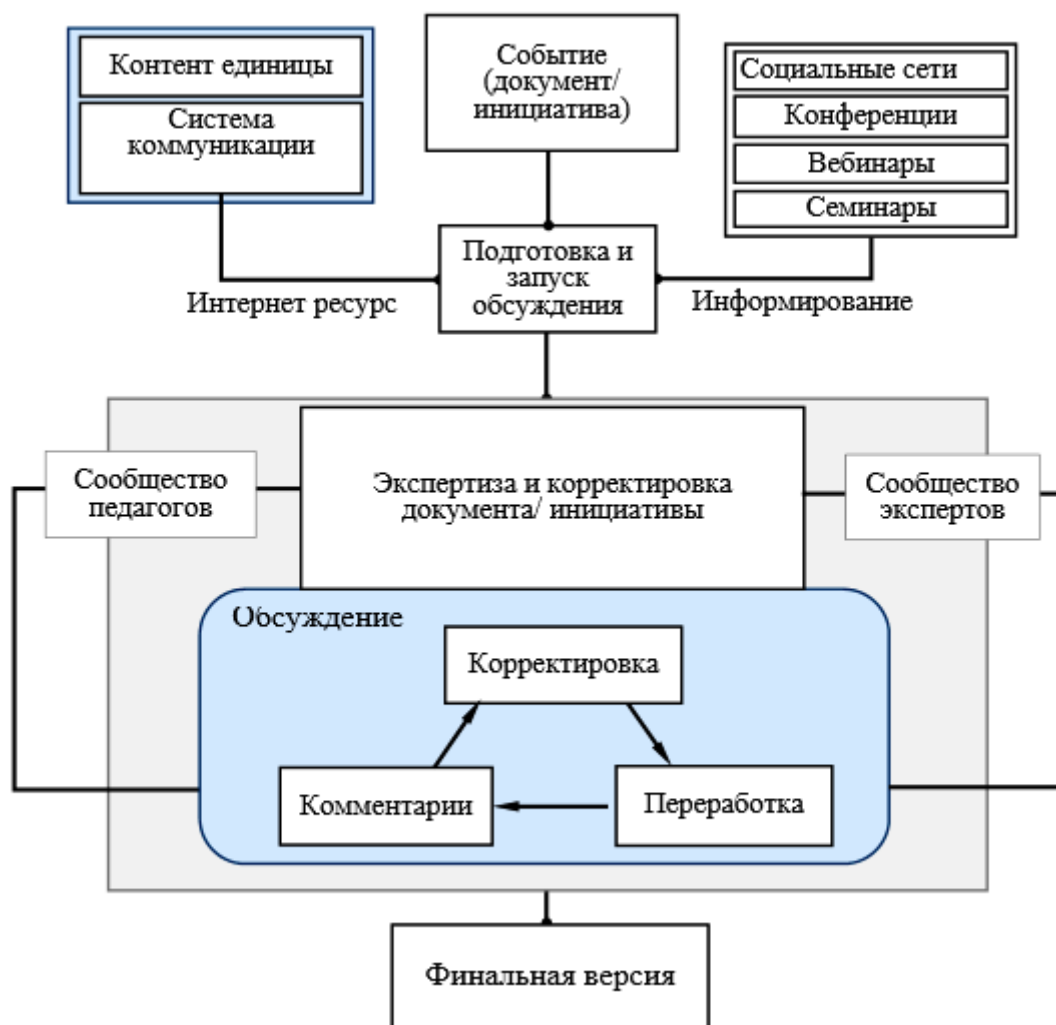 Контент единицы
Система
коммуникации
Событие
(документ/
инициатива)
Социальные сети
Конференции
Вебинары
Семинары
Подготовка и
запуск
обсуждения
Интернет ресурс
Информирование
Сообщество
педагогов
Экспертиза и корректировка
документа/ инициативы
Сообщество
экспертов
Обсуждение
Корректировка
Комментарии
Переработка
Финальная версия